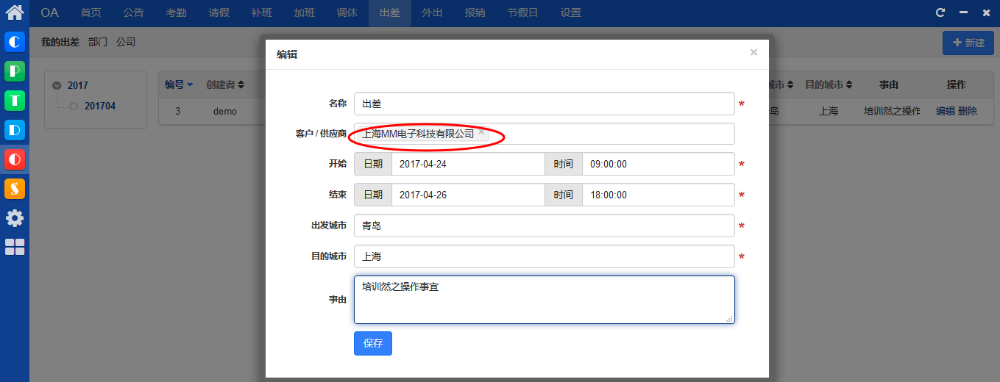 OA 首页 公告 考勤 请假 补班 加班 调休 出差 外出 报销 节假日 设置
我的出差 部门 公司
新建
2017
201704
编号 创建者 城市 目的城市 事由 操作
3 demo 岛 上海 培训然之操作 编辑 删除
编辑 ×
名称 出差 *
客户 / 供应商 上海MM电子科技有限公司 ×
开始 日期 2017-04-24 时间 09:00:00 *
结束 日期 2017-04-26 时间 18:00:00 *
出发城市 青岛 *
目的城市 上海 *
事由 培训然之操作事宜
保存